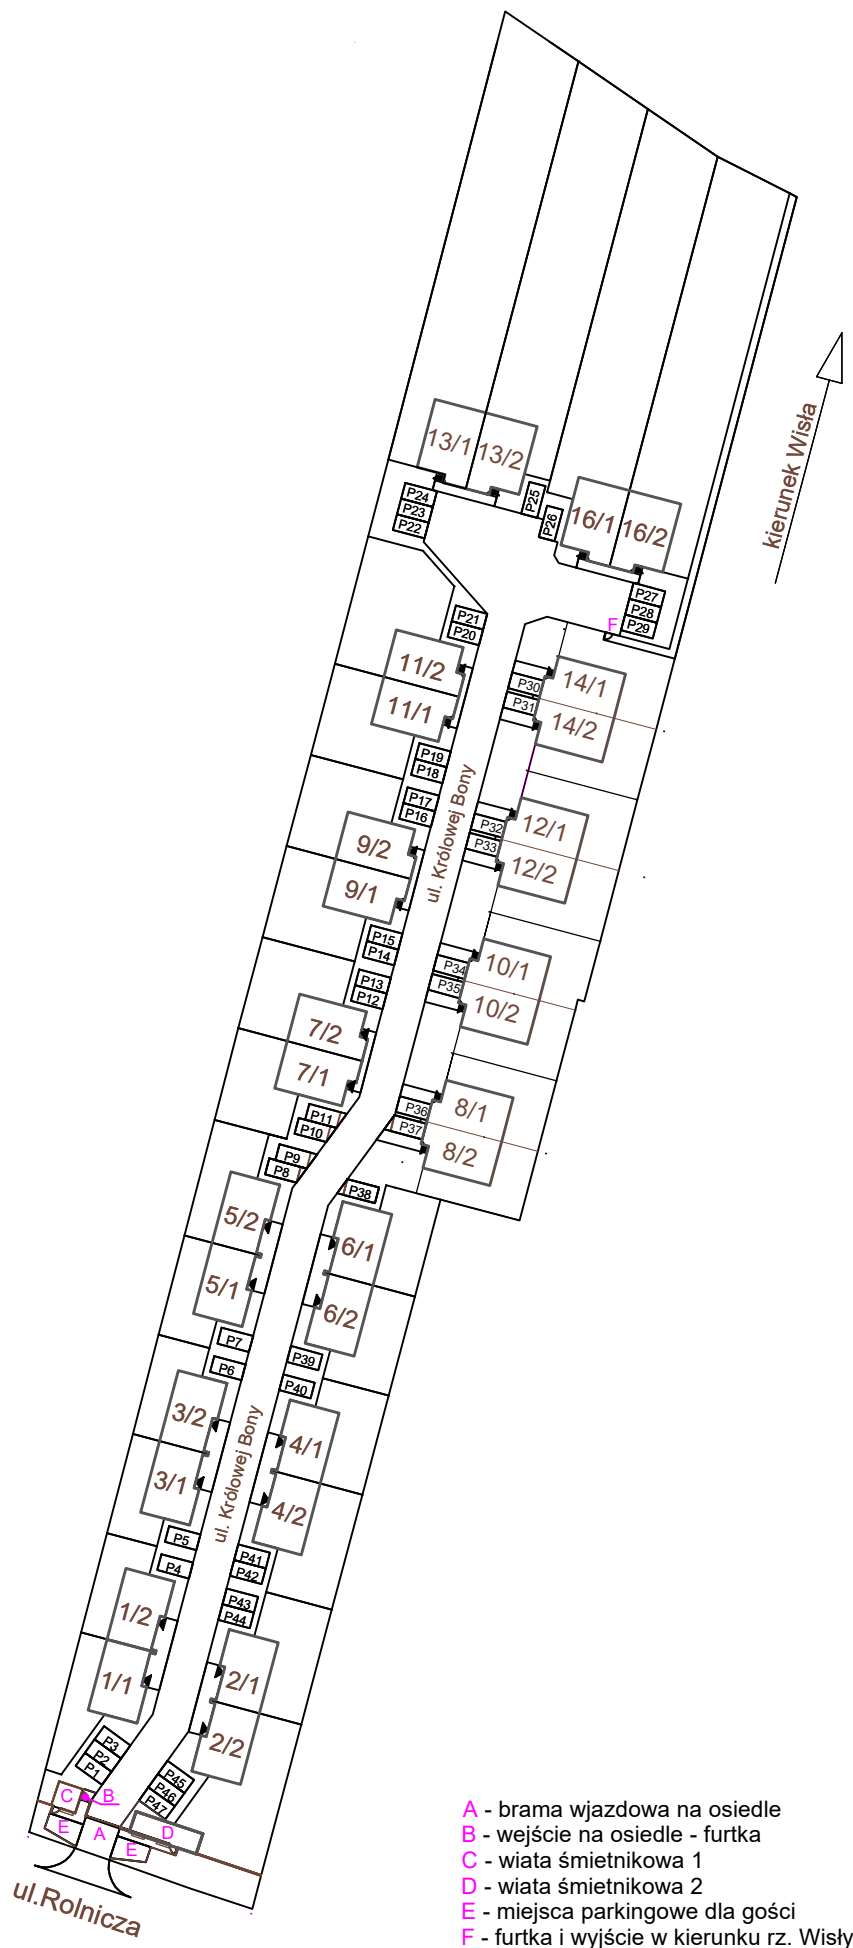 13/1 13/2
kierunek Wisła
P24
P23
P22
P25
P26
16/1 16/2
P27
P28
P29
F
P21
P20
11/2
11/1
P30
P31
14/1
14/2
P19
P18
P17
P16
ul. Królowej Bony
9/2
9/1
P32
P33
12/1
12/2
P15
P14
P13
P12
P34
P35
10/1
10/2
7/2
7/1
P36
P37
8/1
8/2
P11
P10
P9
P8
P38
5/2
5/1
6/1
6/2
P7
P6
P39
P40
3/2
3/1
ul. Królowej Bony
4/1
4/2
P5
P4
P41
P42
P43
P44
1/2
1/1
2/1
2/2
P3
P2
P1
P45
P46
P47
C B
E A D
E
ul.Rolnicza
A - brama wjazdowa na osiedle
B - wejście na osiedle - furtka
C - wiata śmietnikowa 1
D - wiata śmietnikowa 2
E - miejsca parkingowe dla gości
F - furtka i wyjście w kierunku rz. Wisły